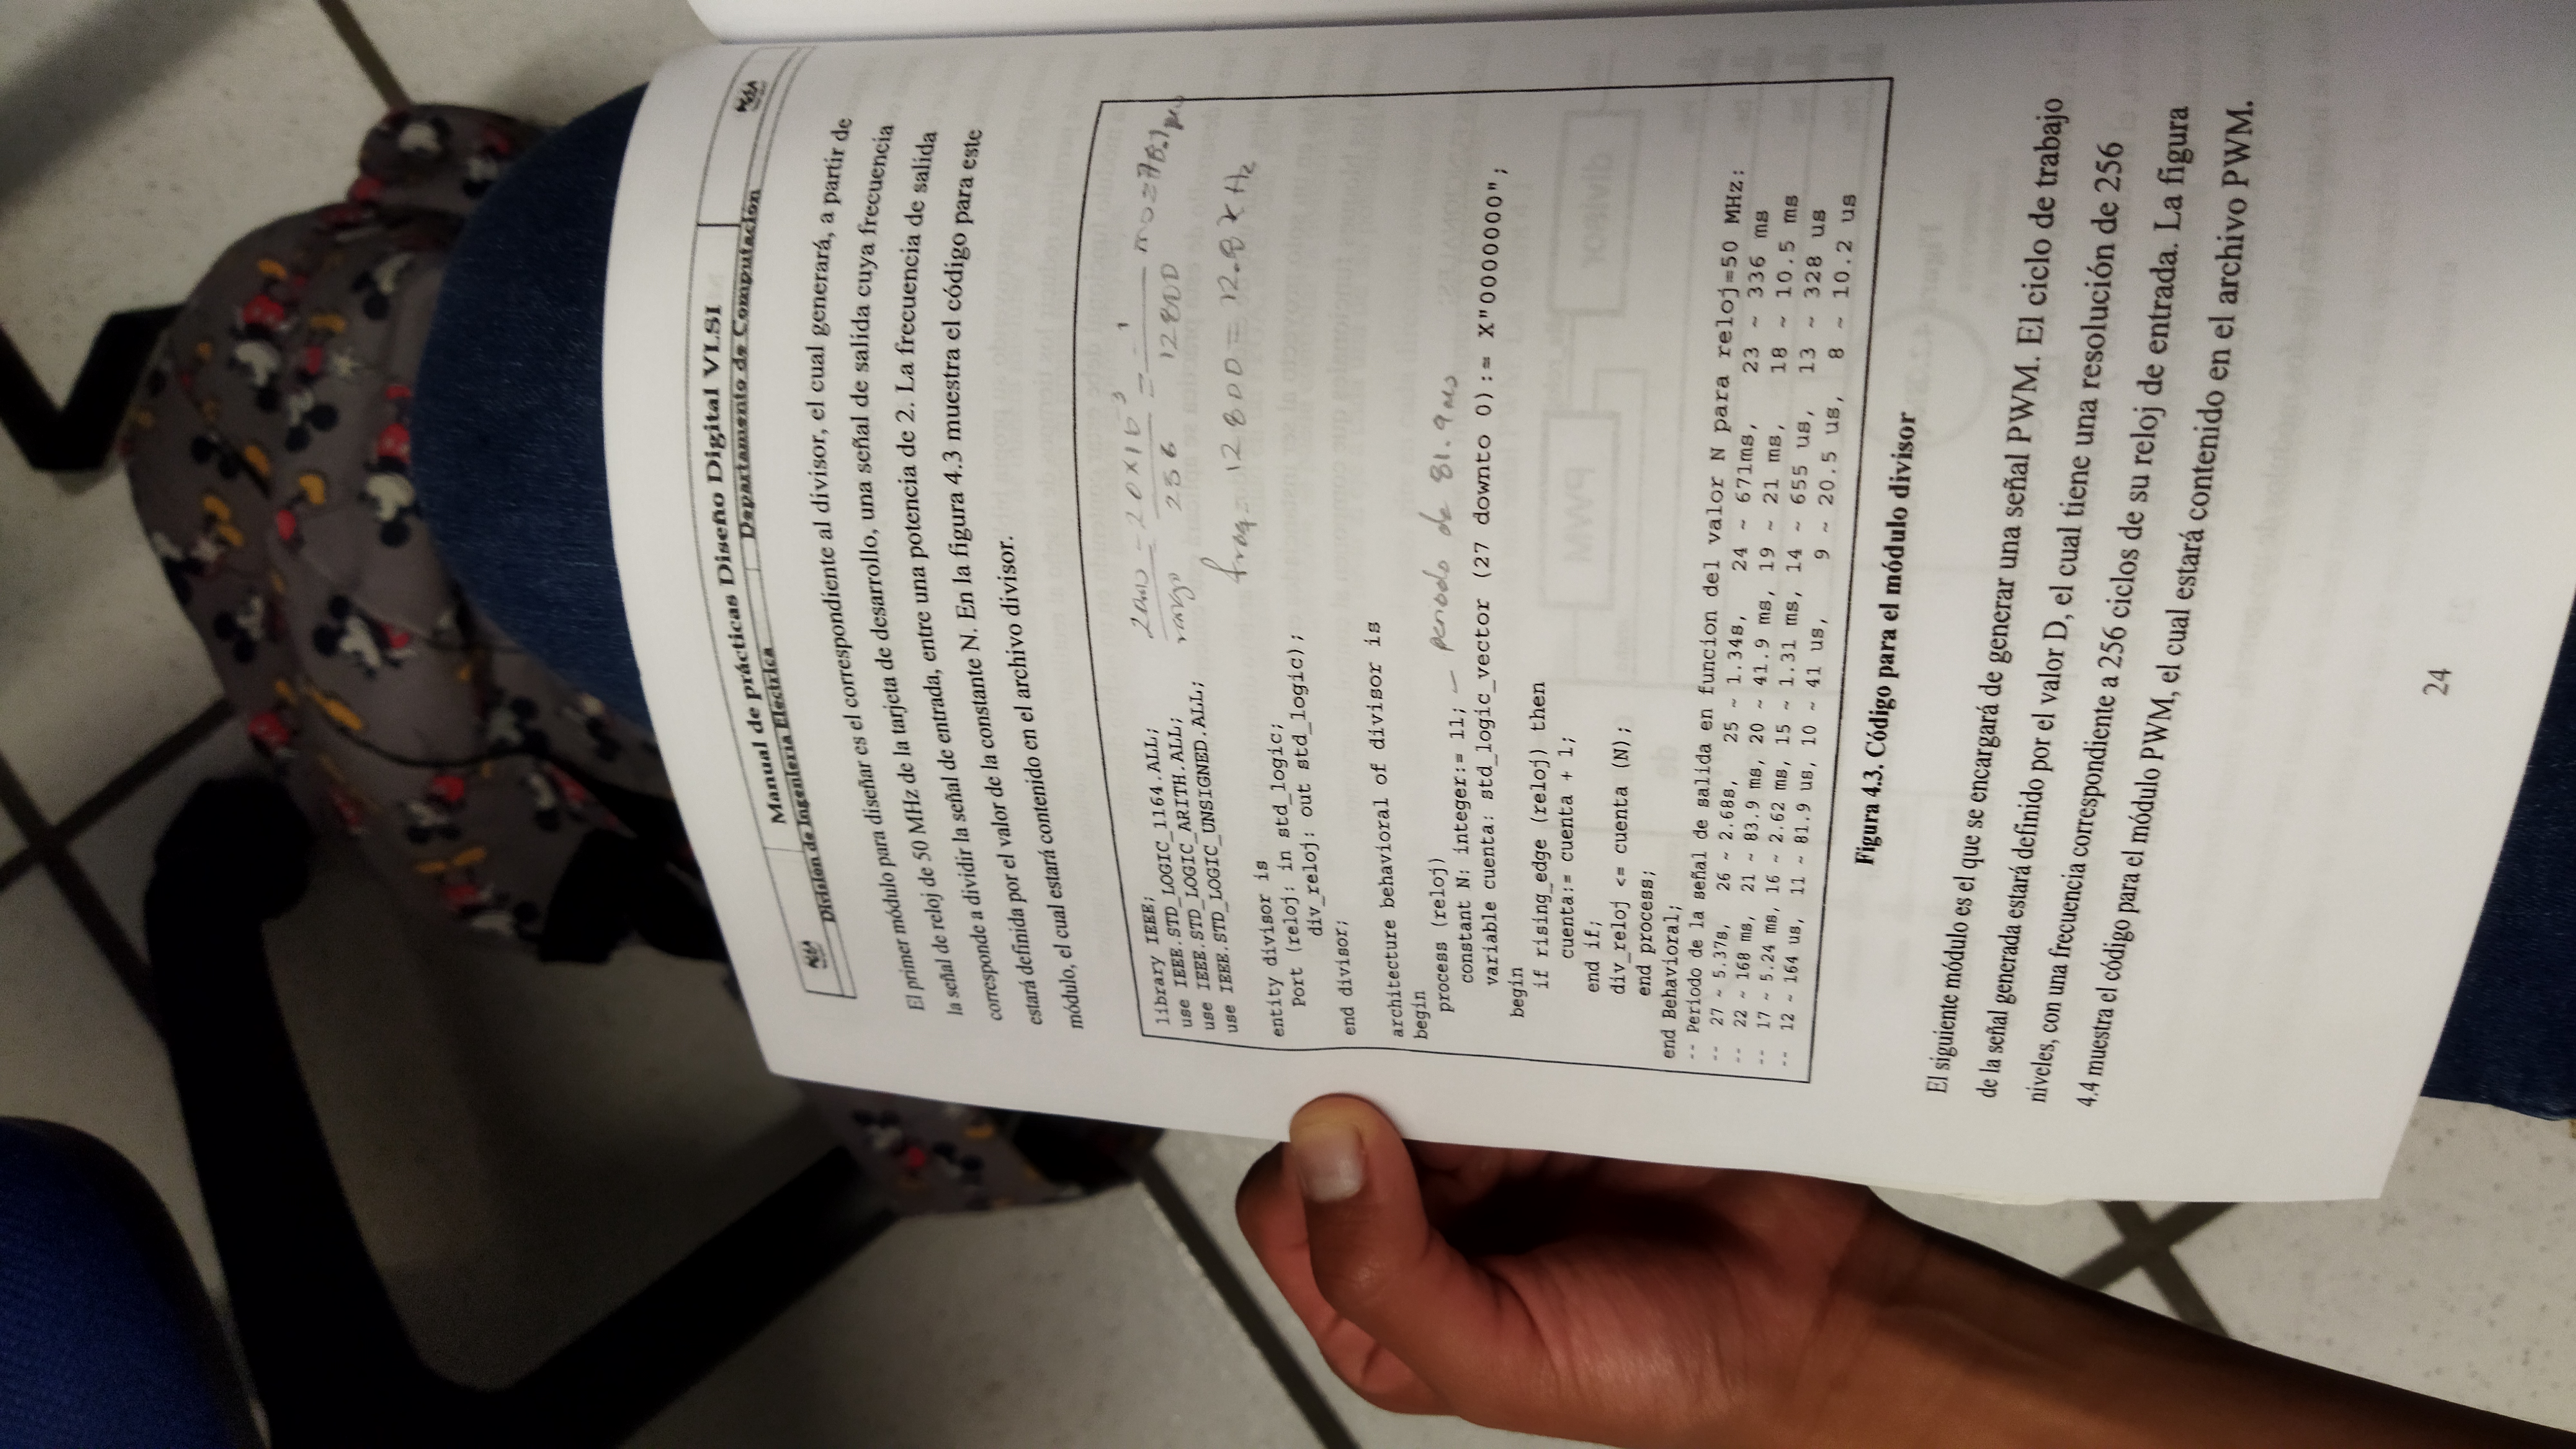 Manual de prácticas Diseño Digital VLSI
División de Ingeniería Eléctrica Departamento de Computación
El primer módulo para diseñar es el correspondiente al divisor, el cual generará, a partir de
la señal de reloj de 50 MHz de la tarjeta de desarrollo, una señal de salida cuya frecuencia
corresponde a dividir la señal de entrada, entre una potencia de 2. La frecuencia de salida
estará definida por el valor de la constante N. En la figura 4.3 muestra el código para este
módulo, el cual estará contenido en el archivo divisor.
library IEEE;
use IEEE.STD_LOGIC_1164.ALL;
use IEEE.STD_LOGIC_ARITH.ALL;
use IEEE.STD_LOGIC_UNSIGNED.ALL;
20ms/rango = 20x10^-3/256 = 1/12800
freq= 12800 = 12.8 KHz
entity divisor is
Port (reloj: in std_logic;
div_reloj: out std_logic);
end divisor;
architecture behavioral of divisor is
begin
process (reloj)
constant N: integer:= 11; — periodo de 81.9
variable cuenta: std_logic_vector (27 downto 0):= X"0000000";
begin
if rising_edge (reloj) then
cuenta:= cuenta + 1;
end if;
div_reloj <= cuenta (N);
end process;
end Behavioral;
-- Periodo de la señal de salida en funcion del valor N para reloj=50 MHz:
-- 27 ~ 5.37s, 26 ~ 2.68s, 25 ~ 1.34s, 24 ~ 671ms, 23 ~ 336 ms
-- 22 ~ 168 ms, 21 ~ 83.9 ms, 20 ~ 41.9 ms, 19 ~ 21 ms, 18 ~ 10.5 ms
-- 17 ~ 5.24 ms, 16 ~ 2.62 ms, 15 ~ 1.31 ms, 14 ~ 655 us, 13 ~ 328 us
-- 12 ~ 164 us, 11 ~ 81.9 us, 10 ~ 41 us, 9 ~ 20.5 us, 8 ~ 10.2 us
Figura 4.3. Código para el módulo divisor
El siguiente módulo es el que se encargará de generar una señal PWM. El ciclo de trabajo
de la señal generada estará definido por el valor D, el cual tiene una resolución de 256
niveles, con una frecuencia correspondiente a 256 ciclos de su reloj de entrada. La figura
4.4 muestra el código para el módulo PWM, el cual estará contenido en el archivo PWM.
24